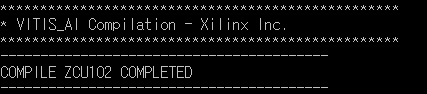 **************************************************
* VITIS_AI Compilation - Xilinx Inc.
**************************************************
-----------------------------------------
COMPILE ZCU102 COMPLETED
-----------------------------------------